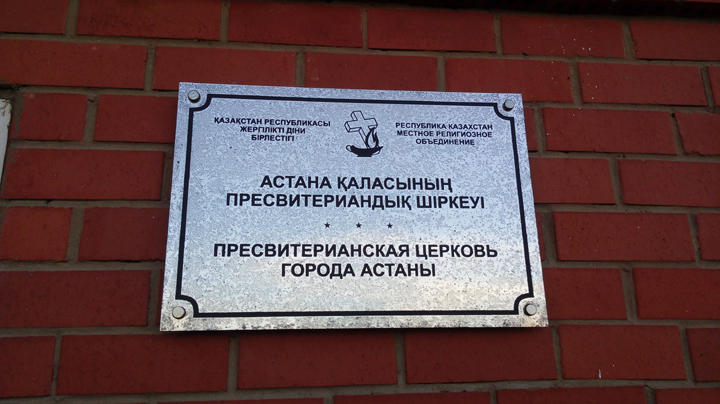 ҚАЗАҚСТАН РЕСПУБЛИКАСЫ
ЖЕРГІЛІКТІ ДІНИ
БІРЛЕСТІГІ
РЕСПУБЛИКА КАЗАХСТАН
МЕСТНОЕ РЕЛИГИОЗНОЕ
ОБЪЕДИНЕНИЕ
АСТАНА ҚАЛАСЫНЫҢ
ПРЕСВИТЕРИАНДЫҚ ШІРКЕУІ
ПРЕСВИТЕРИАНСКАЯ ЦЕРКОВЬ
ГОРОДА АСТАНЫ